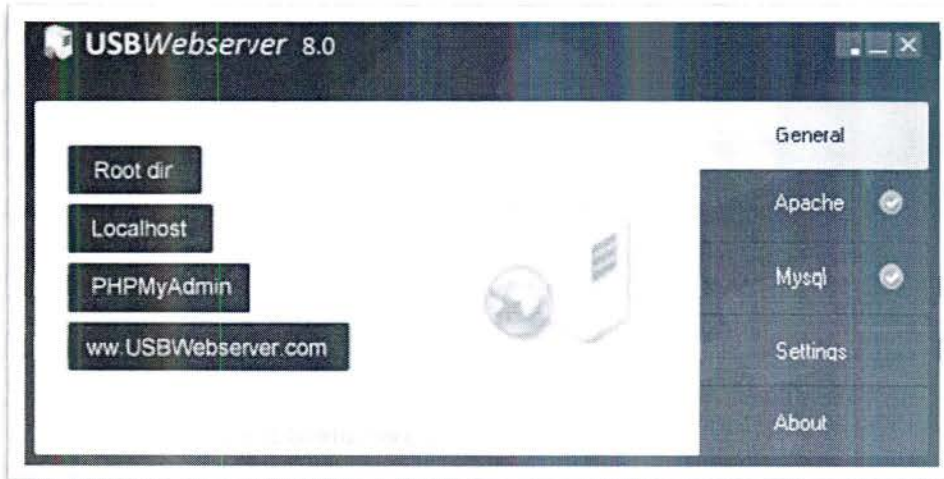 USBWebserver 8.0
Root dir
Localhost
PHPMyAdmin
ww.USBWebserver.com
General
Apache
Mysql
Settings
About